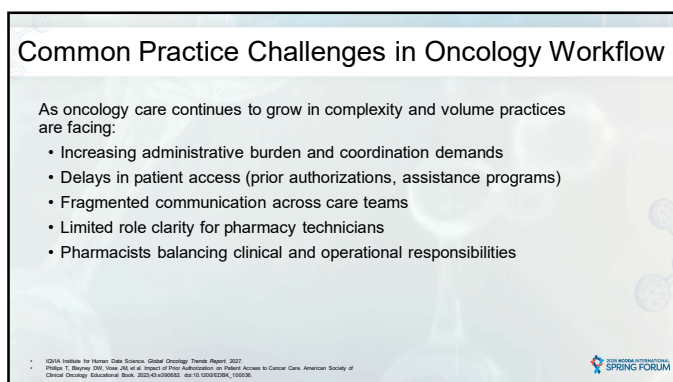 Common Practice Challenges in Oncology Workflow
As oncology care continues to grow in complexity and volume practices
are facing:
• Increasing administrative burden and coordination demands
• Delays in patient access (prior authorizations, assistance programs)
• Fragmented communication across care teams
• Limited role clarity for pharmacy technicians
• Pharmacists balancing clinical and operational responsibilities
• IQVIA Institute for Human Data Science. Global Oncology Trends Report. 2027.
• Phillips T, Blayney DW, Vose JM, et al. Impact of Prior Authorization on Patient Access to Cancer Care. American Society of
Clinical Oncology Educational Book. 2023;43:e390682. doi:10.1200/EDBK_100036.
2026 NCODA INTERNATIONAL
SPRING FORUM